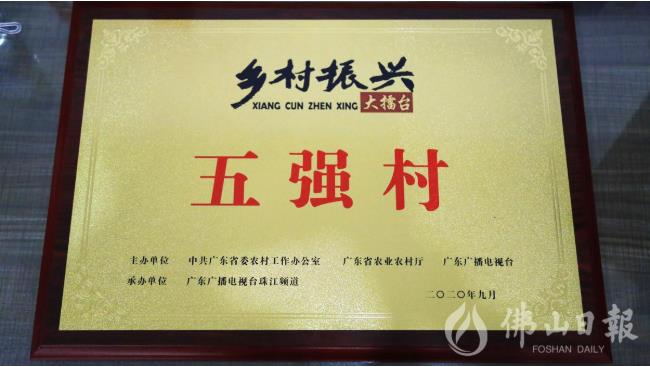 乡村振兴
XIANG CUN ZHEN XING 大擂台
五强村
主办单位 中共广东省委农村工作办公室 广东省农业农村厅 广东广播电视台
承办单位 广东广播电视台珠江频道
二〇二〇年九月
佛山日報
FOSHAN DAILY